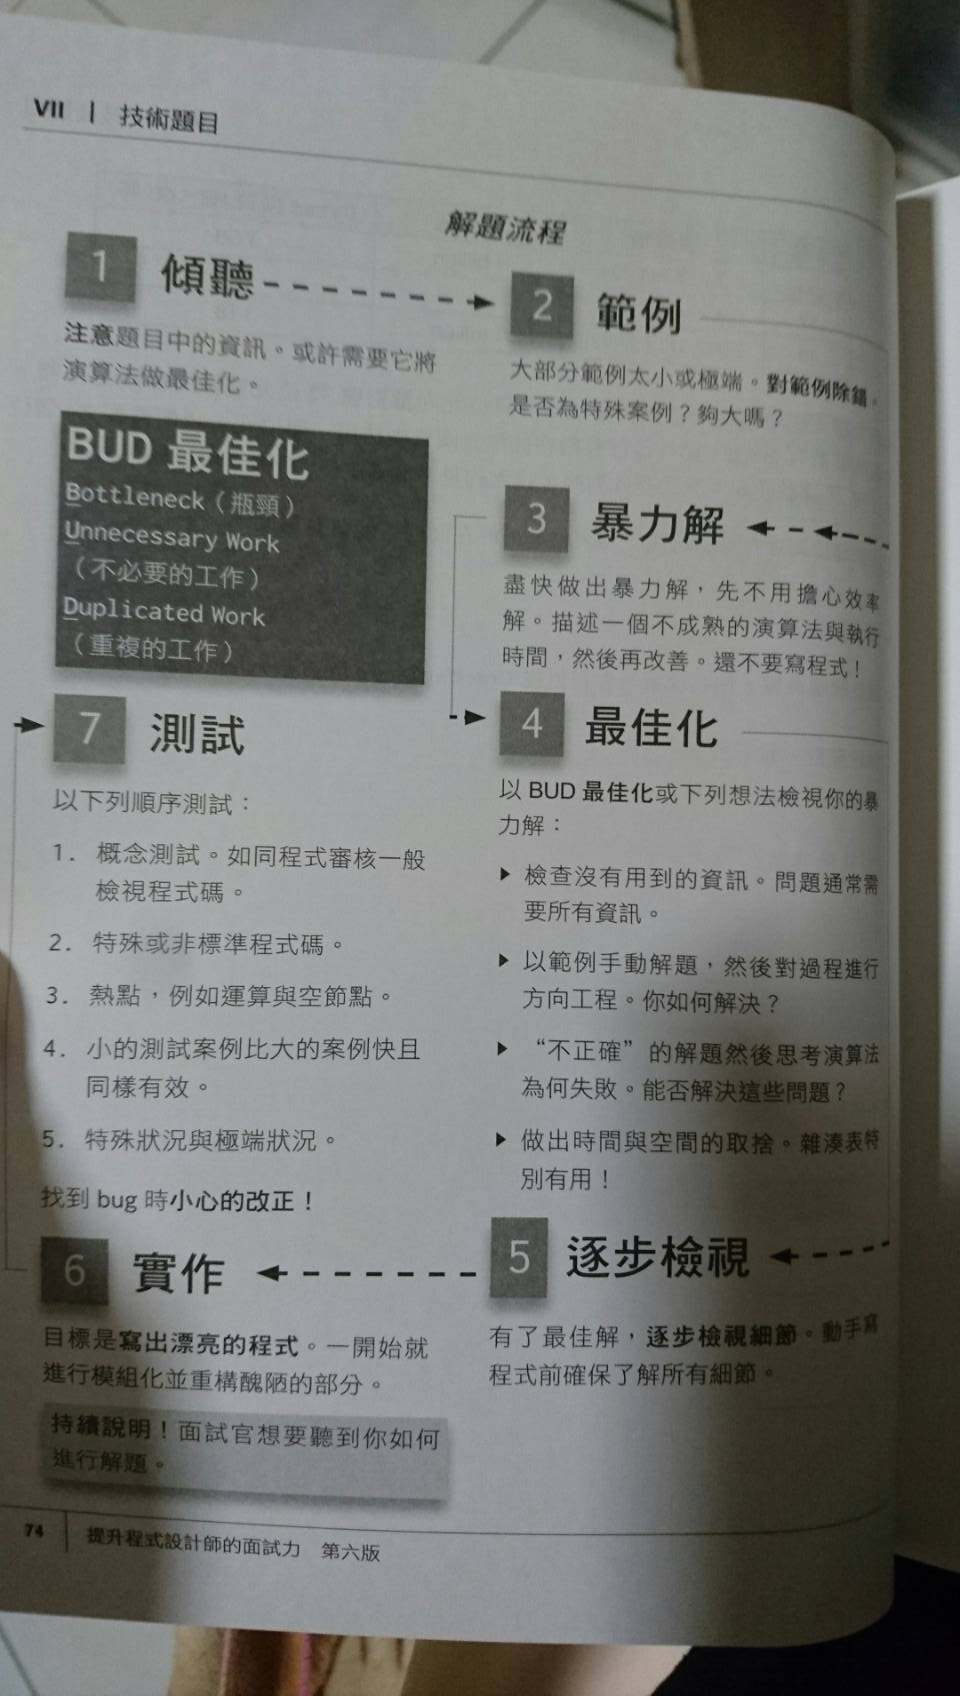 VII | 技術題目
解題流程
1 傾聽
注意題目中的資訊。或許需要它將
演算法做最佳化。
BUD 最佳化
Bottleneck（瓶頸）
Unnecessary Work
（不必要的工作）
Duplicated Work
（重複的工作）
2 範例
大部分範例太小或極端。對範例除錯。
是否為特殊案例？夠大嗎？
3 暴力解
盡快做出暴力解，先不用擔心效率
解。描述一個不成熟的演算法與執行
時間，然後再改善。還不要寫程式！
4 最佳化
以 BUD 最佳化或下列想法檢視你的暴
力解：
檢查沒有用到的資訊。問題通常需
要所有資訊。
以範例手動解題，然後對過程進行
方向工程。你如何解決？
“不正確”的解題然後思考演算法
為何失敗。能否解決這些問題？
做出時間與空間的取捨。雜湊表特
別有用！
5 逐步檢視
有了最佳解，逐步檢視細節。動手寫
程式前確保了解所有細節。
6 實作
目標是寫出漂亮的程式。一開始就
進行模組化並重構醜陋的部分。
持續說明！面試官想要聽到你如何
進行解題。
7 測試
以下列順序測試：
1. 概念測試。如同程式審核一般
檢視程式碼。
2. 特殊或非標準程式碼。
3. 熱點，例如運算與空節點。
4. 小的測試案例比大的案例快且
同樣有效。
5. 特殊狀況與極端狀況。
找到 bug 時小心的改正！
74 提升程式設計師的面試力 第六版